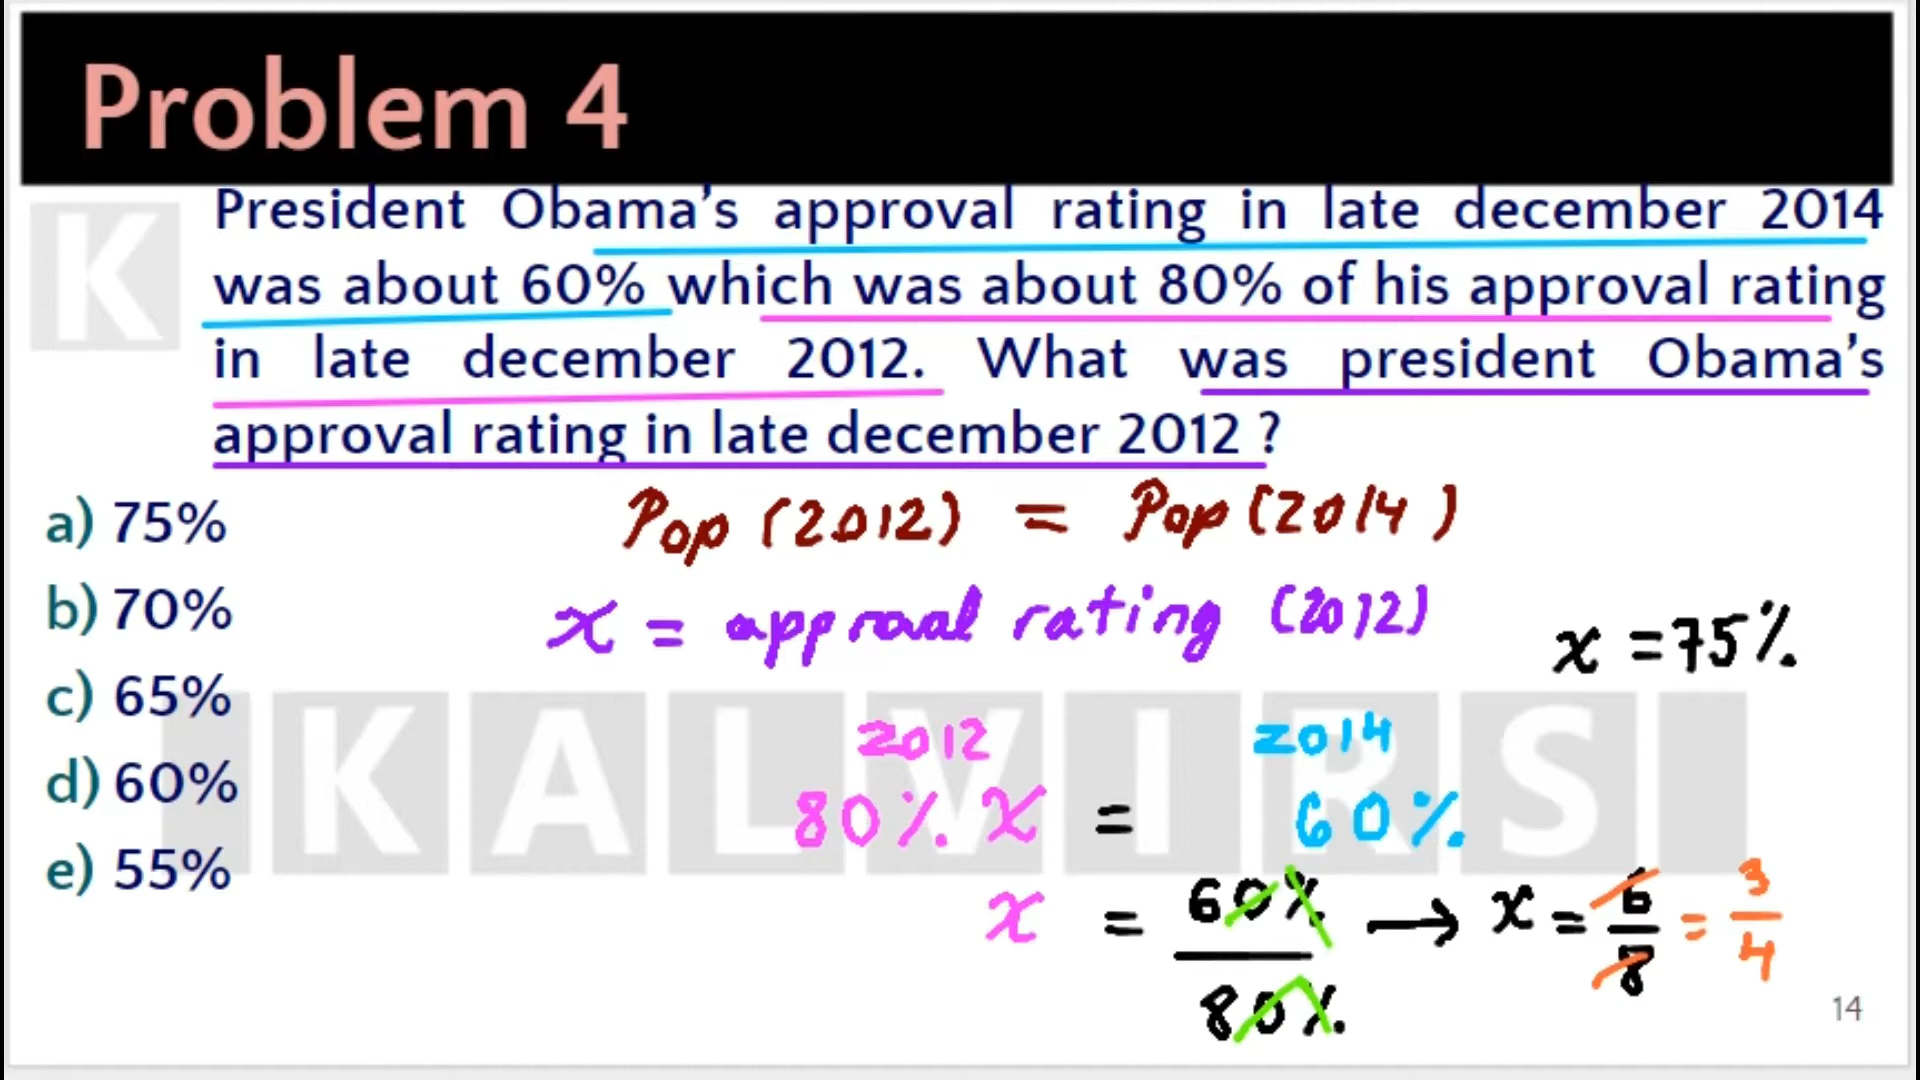 Problem 4
K
President Obama's approval rating in late december 2014
was about 60% which was about 80% of his approval rating
in late december 2012. What was president Obama's
approval rating in late december 2012 ?
a) 75%
b) 70%
c) 65%
d) 60%
e) 55%
Pop (2012) = Pop (2014)
x = approval rating (2012)
x = 75%
KALVIRS
2012 2014
80% x = 60%
x = 60% / 80% → x = 6 / 8 = 3 / 4
14